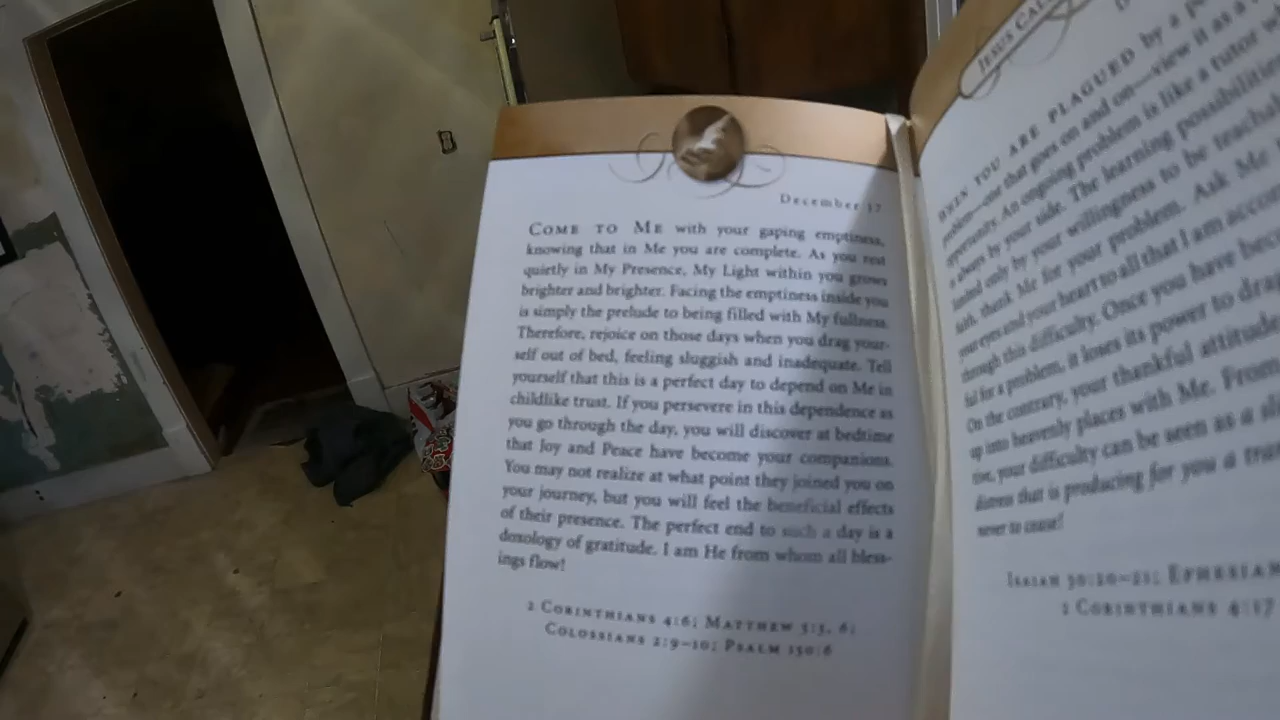 December 17
COME TO ME with your gaping emptiness,
knowing that in Me you are complete. As you rest
quietly in My Presence, My Light within you grows
brighter and brighter. Facing the emptiness inside you
is simply the prelude to being filled with My fullness.
Therefore, rejoice on those days when you drag your-
self out of bed, feeling sluggish and inadequate. Tell
yourself that this is a perfect day to depend on Me in
childlike trust. If you persevere in this dependence as
you go through the day, you will discover at bedtime
that Joy and Peace have become your companions.
You may not realize at what point they joined you on
your journey, but you will feel the beneficial effects
of their presence. The perfect end to such a day is a
doxology of gratitude. I am He from whom all bless-
ings flow!
2 CORINTHIANS 4:6; MATTHEW 5:3, 6;
COLOSSIANS 2:9–10; PSALM 150:6
JESUS CAL
WHEN YOU ARE PLAGUED by a
problem—one that goes on and on—view it as a
opportunity. An ongoing problem is like a tutor
always by your side. The learning possibilities
limited only by your willingness to be teachab
faith, thank Me for your problem. Ask Me
your eyes and your heart to all that I am accom
through this difficulty. Once you have bec
ful for a problem, it loses its power to drag
On the contrary, your thankful attitude
up into heavenly places with Me. From
tive, your difficulty can be seen as a sl
distress that is producing for you a tran
never to cease!
ISAIAH 30:20–21; EPHESIAN
2 CORINTHIANS 4:17